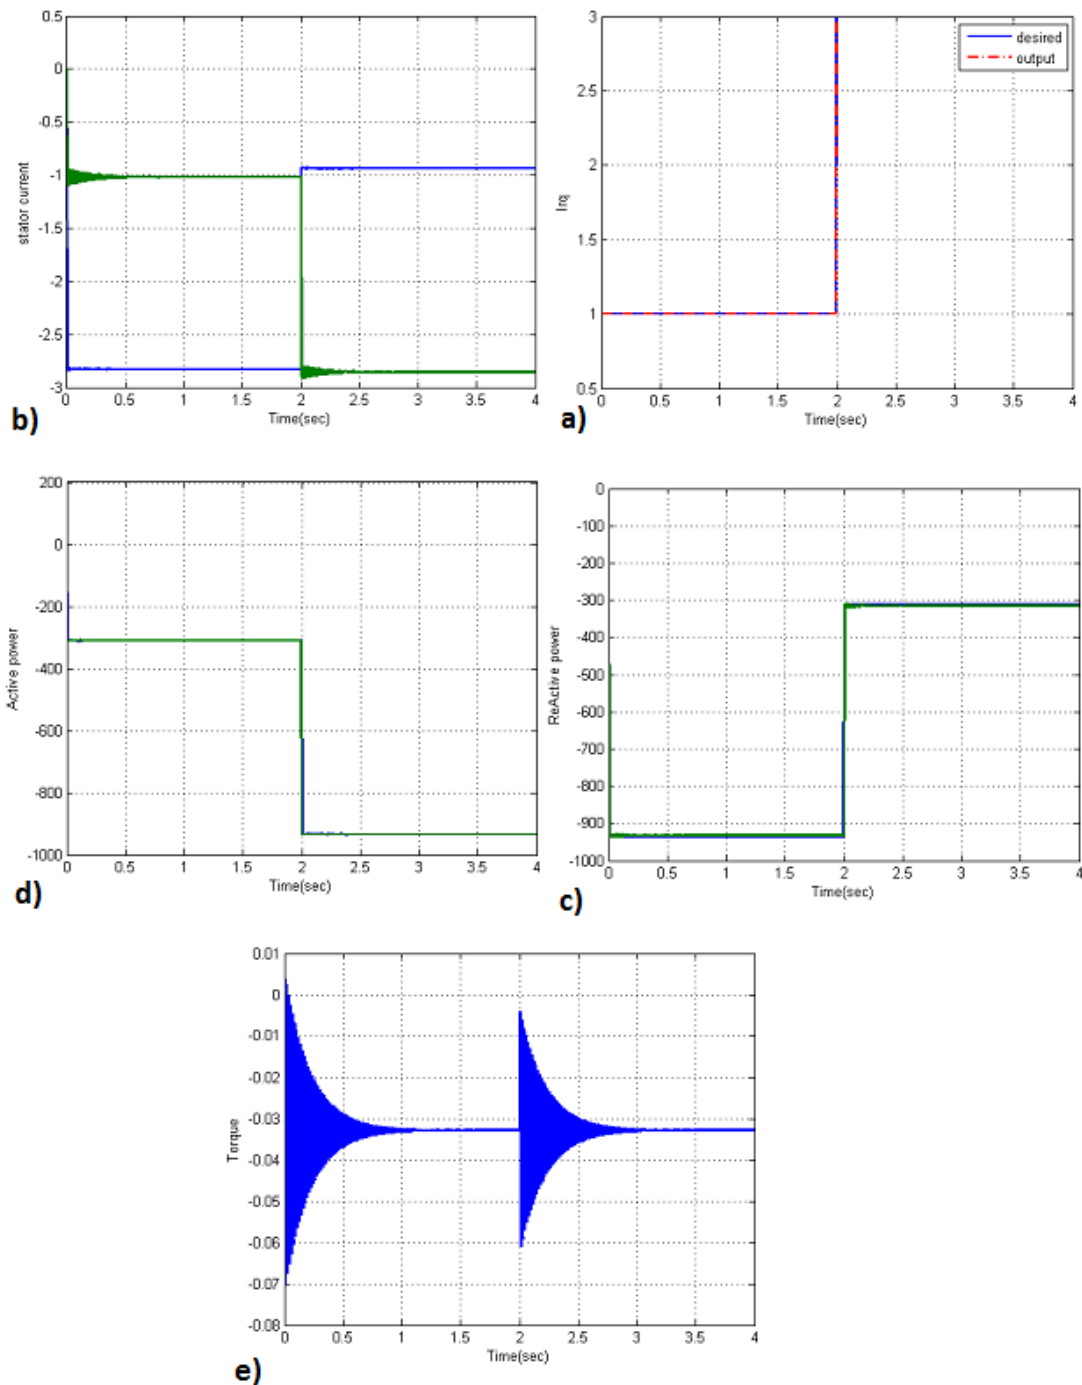 0.5
0
-0.5
-1
-1.5
-2
-2.5
-3
stator current
0 0.5 1 1.5 2 2.5 3 3.5 4
Time(sec)
b)
3
2.5
2
1.5
1
0.5
Irq
desired
output
0 0.5 1 1.5 2 2.5 3 3.5 4
Time(sec)
a)
200
0
-200
-400
-600
-800
-1000
Active power
0 0.5 1 1.5 2 2.5 3 3.5 4
Time(sec)
d)
0
-100
-200
-300
-400
-500
-600
-700
-800
-900
-1000
ReActive power
0 0.5 1 1.5 2 2.5 3 3.5 4
Time(sec)
c)
0.01
0
-0.01
-0.02
-0.03
-0.04
-0.05
-0.06
-0.07
-0.08
Torque
0 0.5 1 1.5 2 2.5 3 3.5 4
Time(sec)
e)